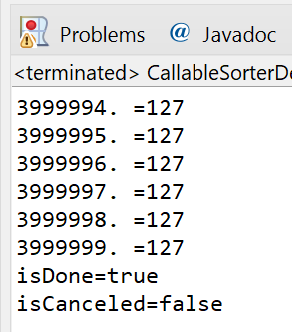 Problems @ Javadoc
<terminated> CallableSorterDe
3999994. =127
3999995. =127
3999996. =127
3999997. =127
3999998. =127
3999999. =127
isDone=true
isCanceled=false